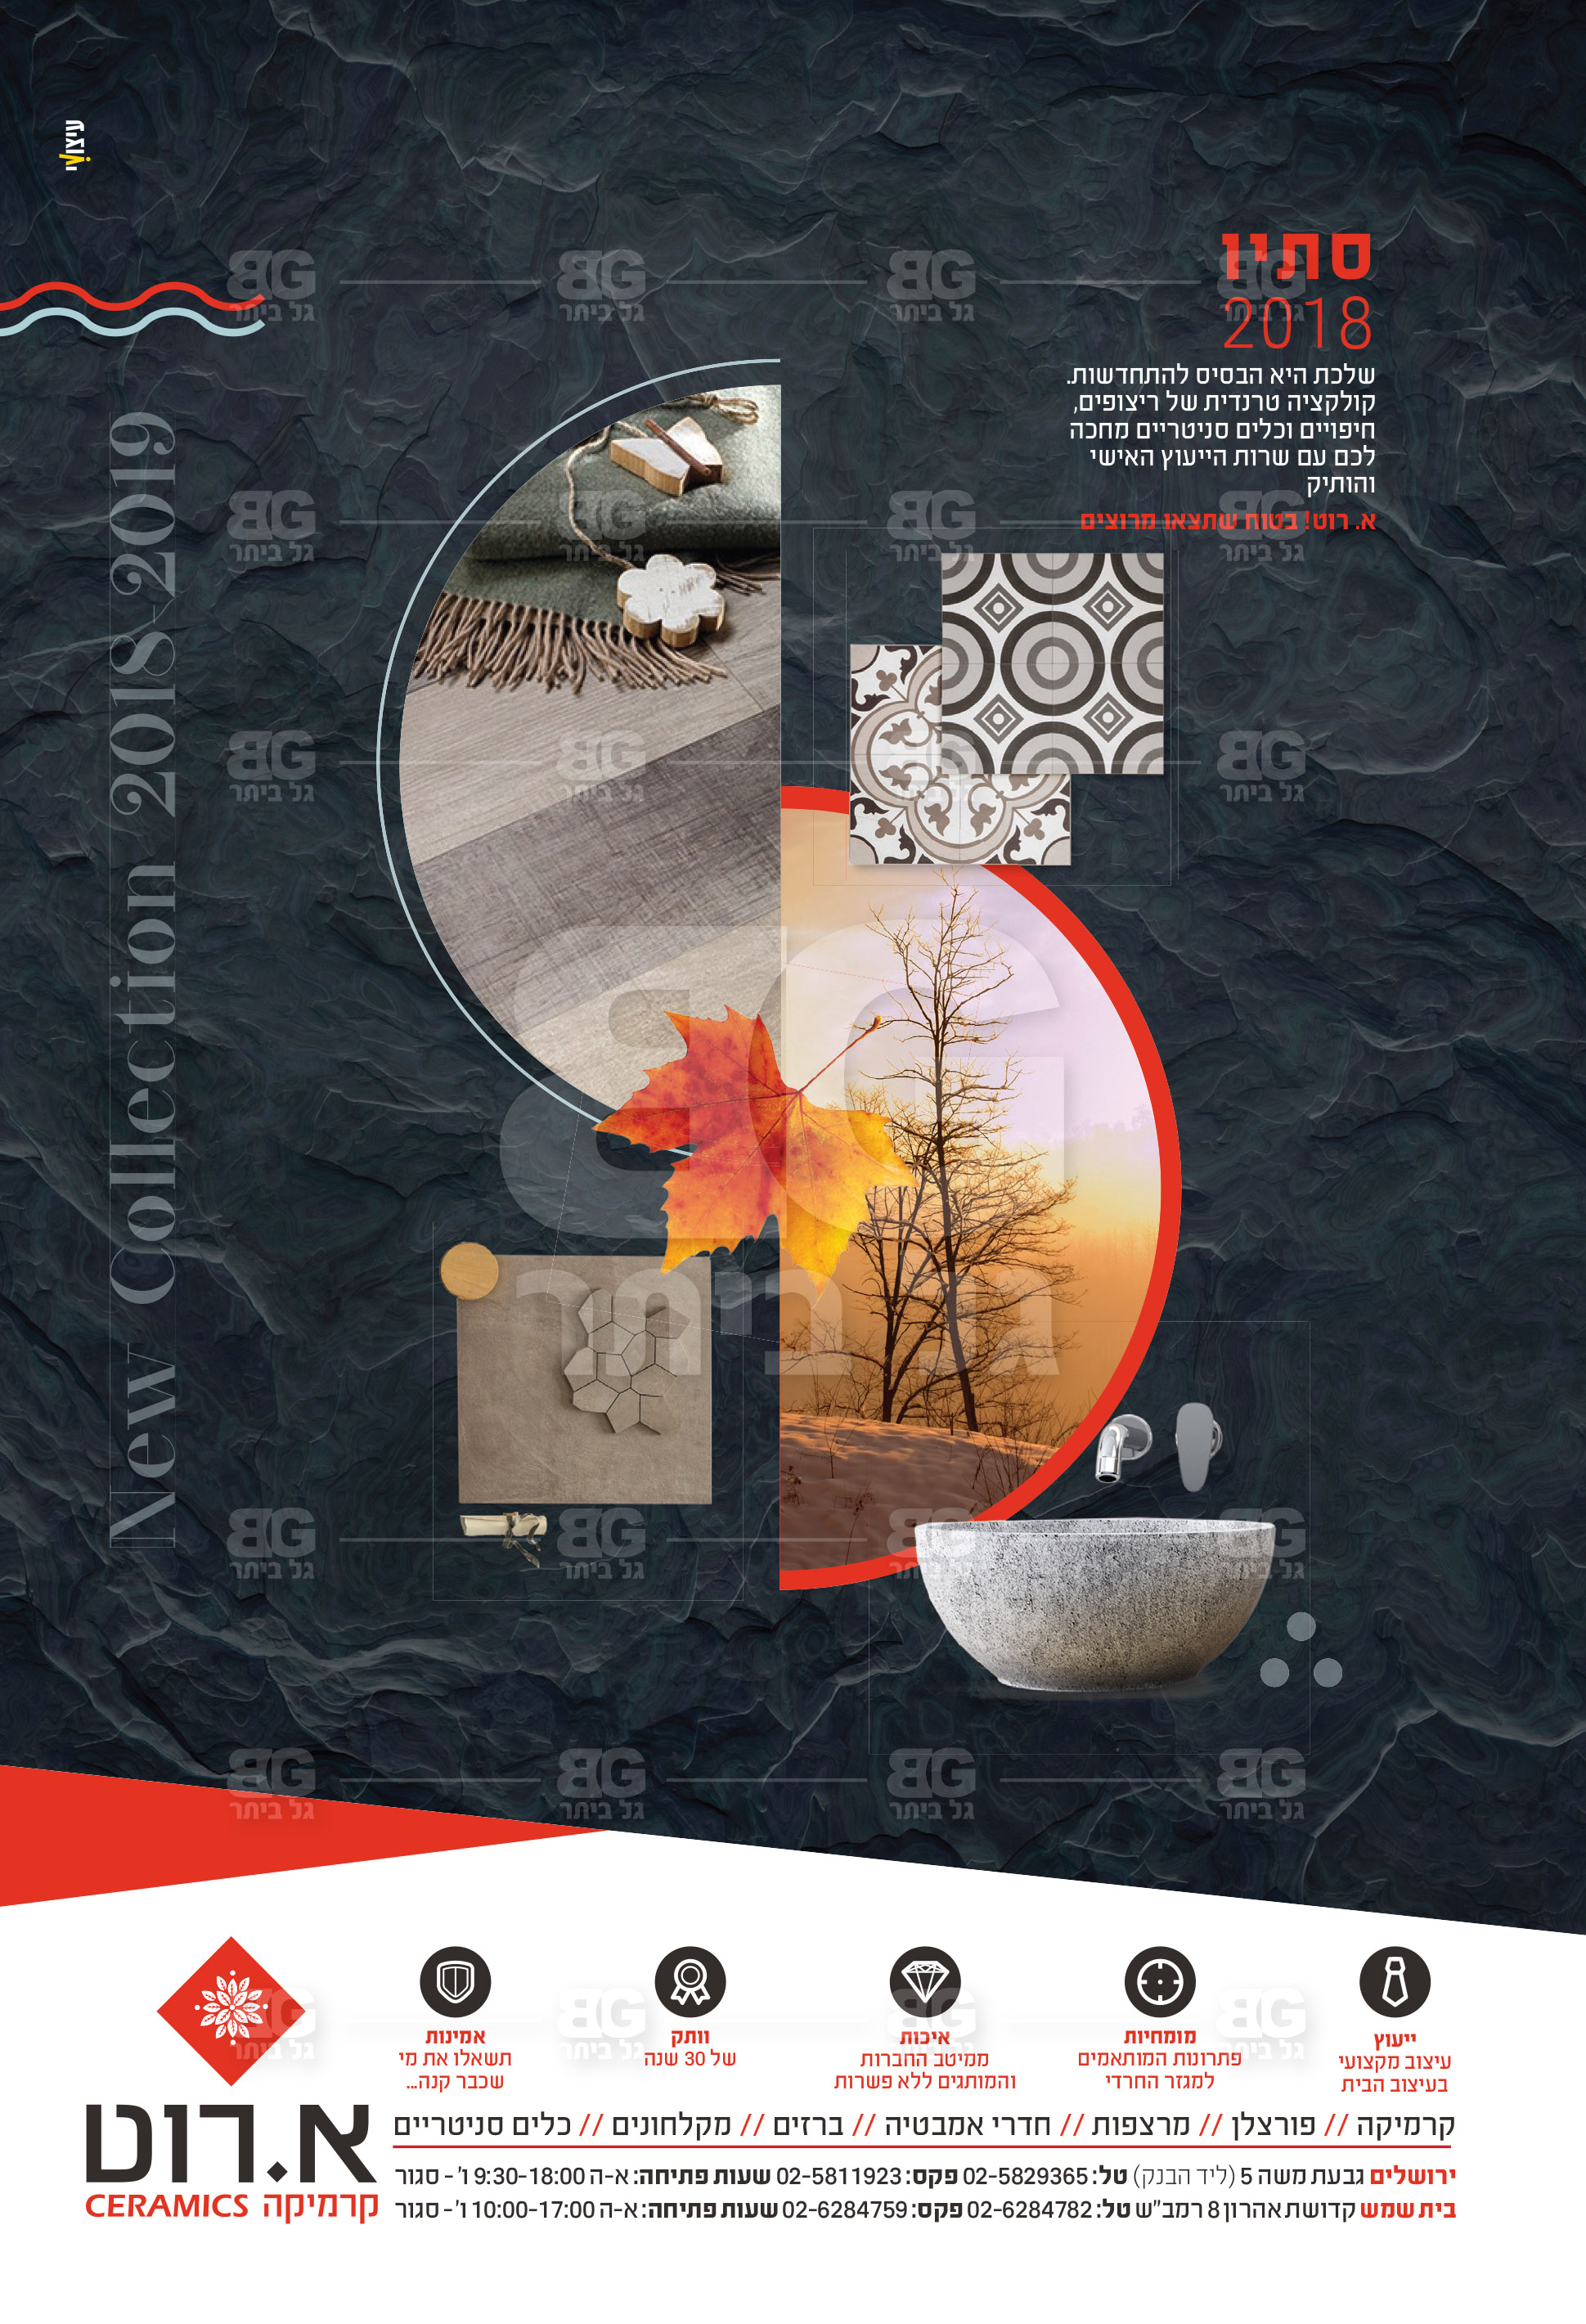 עיצובי
סתיו
2018
שלכת היא הבסיס להתחדשות.
קולקציה טרנדית של ריצופים,
חיפויים וכלים סניטריים מחכה
לכם עם שרות הייעוץ האישי
והותיק
א. רוט! בטוח שתצאו מרוצים
New Collection 2018-2019
BG
גל ביתר
ייעוץ
עיצוב מקצועי
בעיצוב הבית
מומחיות
פתרונות המותאמים
למגזר החרדי
איכות
ממיטב החברות
והמותגים ללא פשרות
וותק
של 30 שנה
אמינות
תשאלו את מי
שכבר קנה...
קרמיקה // פורצלן // מרצפות // חדרי אמבטיה // ברזים // מקלחונים // כלים סניטריים
ירושלים גבעת משה 5 (ליד הבנק) טל: 02-5829365 פקס: 02-5811923 שעות פתיחה: א-ה 9:30-18:00 ו' - סגור
בית שמש קדושת אהרון 8 רמב"ש טל: 02-6284782 פקס: 02-6284759 שעות פתיחה: א-ה 10:00-17:00 ו' - סגור
א.רוט
קרמיקה CERAMICS